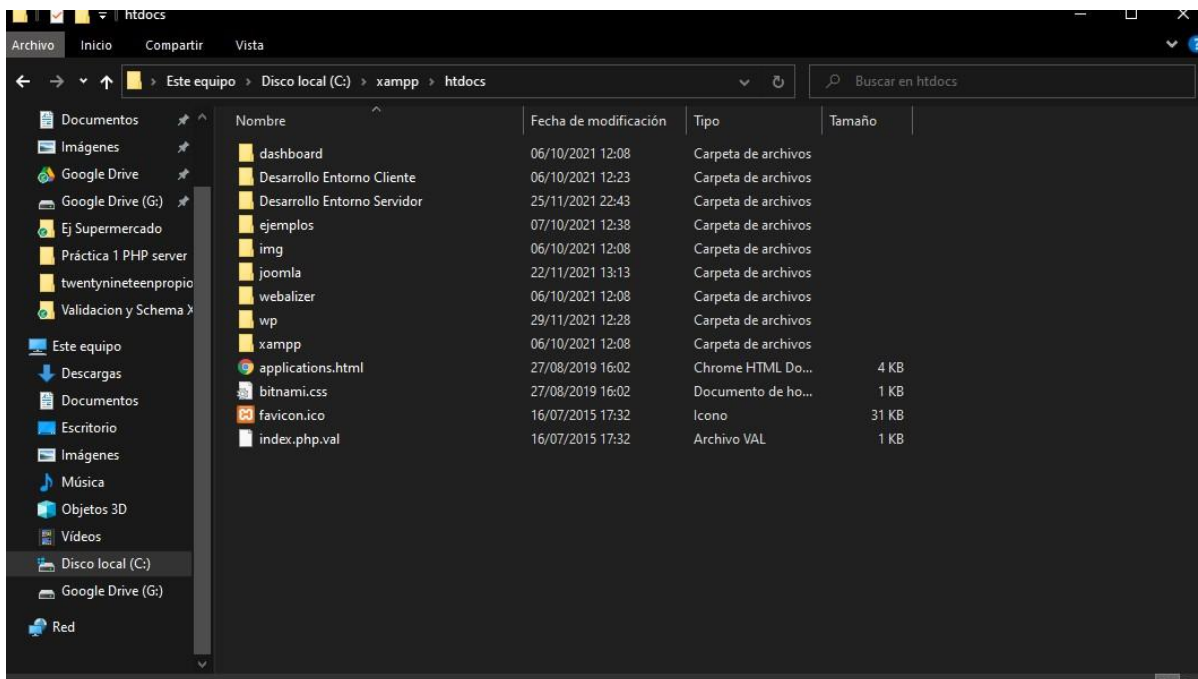 htdocs
Archivo Inicio Compartir Vista
Este equipo > Disco local (C:) > xampp > htdocs Buscar en htdocs
Documentos
Imágenes
Google Drive
Google Drive (G:)
Ej Supermercado
Práctica 1 PHP server
twentynineteenpropio
Validacion y Schema X
Este equipo
Descargas
Documentos
Escritorio
Imágenes
Música
Objetos 3D
Vídeos
Disco local (C:)
Google Drive (G:)
Red
Nombre Fecha de modificación Tipo Tamaño
dashboard 06/10/2021 12:08 Carpeta de archivos
Desarrollo Entorno Cliente 06/10/2021 12:23 Carpeta de archivos
Desarrollo Entorno Servidor 25/11/2021 22:43 Carpeta de archivos
ejemplos 07/10/2021 12:38 Carpeta de archivos
img 06/10/2021 12:08 Carpeta de archivos
joomla 22/11/2021 13:13 Carpeta de archivos
webalizer 06/10/2021 12:08 Carpeta de archivos
wp 29/11/2021 12:28 Carpeta de archivos
xampp 06/10/2021 12:08 Carpeta de archivos
applications.html 27/08/2019 16:02 Chrome HTML Do... 4 KB
bitnami.css 27/08/2019 16:02 Documento de ho... 1 KB
favicon.ico 16/07/2015 17:32 Icono 31 KB
index.php.val 16/07/2015 17:32 Archivo VAL 1 KB